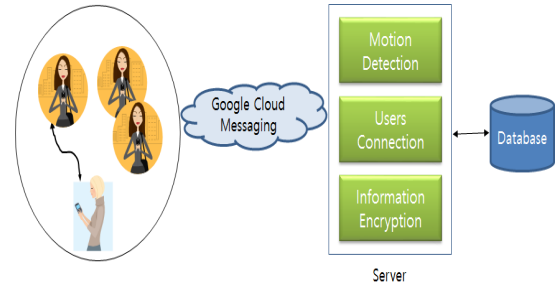 Google Cloud
Messaging
Motion
Detection
Users
Connection
Information
Encryption
Database
Server